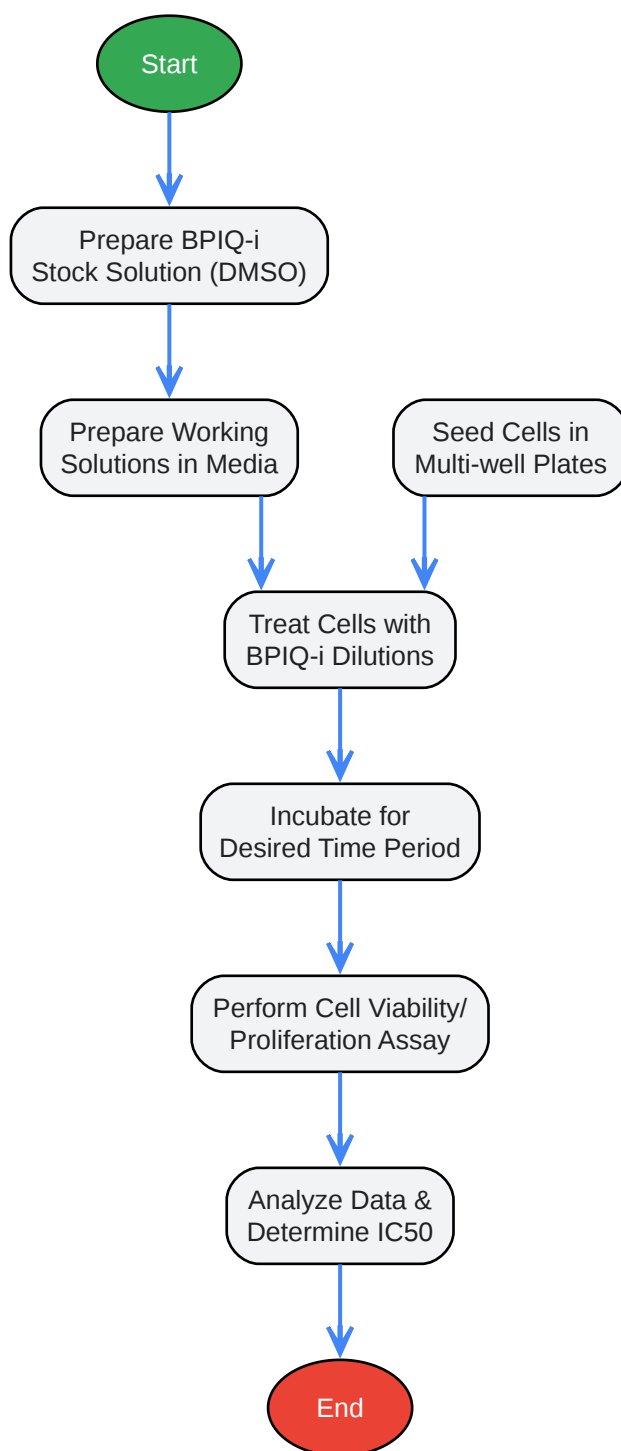 Start
Prepare BPIQ-i
Stock Solution (DMSO)
Prepare Working
Solutions in Media
Seed Cells in
Multi-well Plates
Treat Cells with
BPIQ-i Dilutions
Incubate for
Desired Time Period
Perform Cell Viability/
Proliferation Assay
Analyze Data &
Determine IC50
End